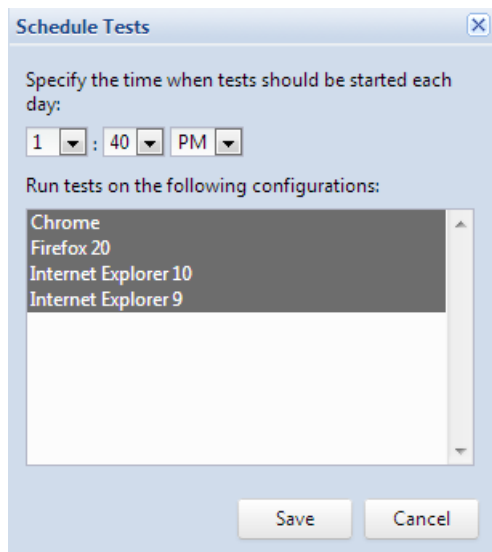 Schedule Tests
Specify the time when tests should be started each
day:
1 : 40 PM
Run tests on the following configurations:
Chrome
Firefox 20
Internet Explorer 10
Internet Explorer 9
Save Cancel